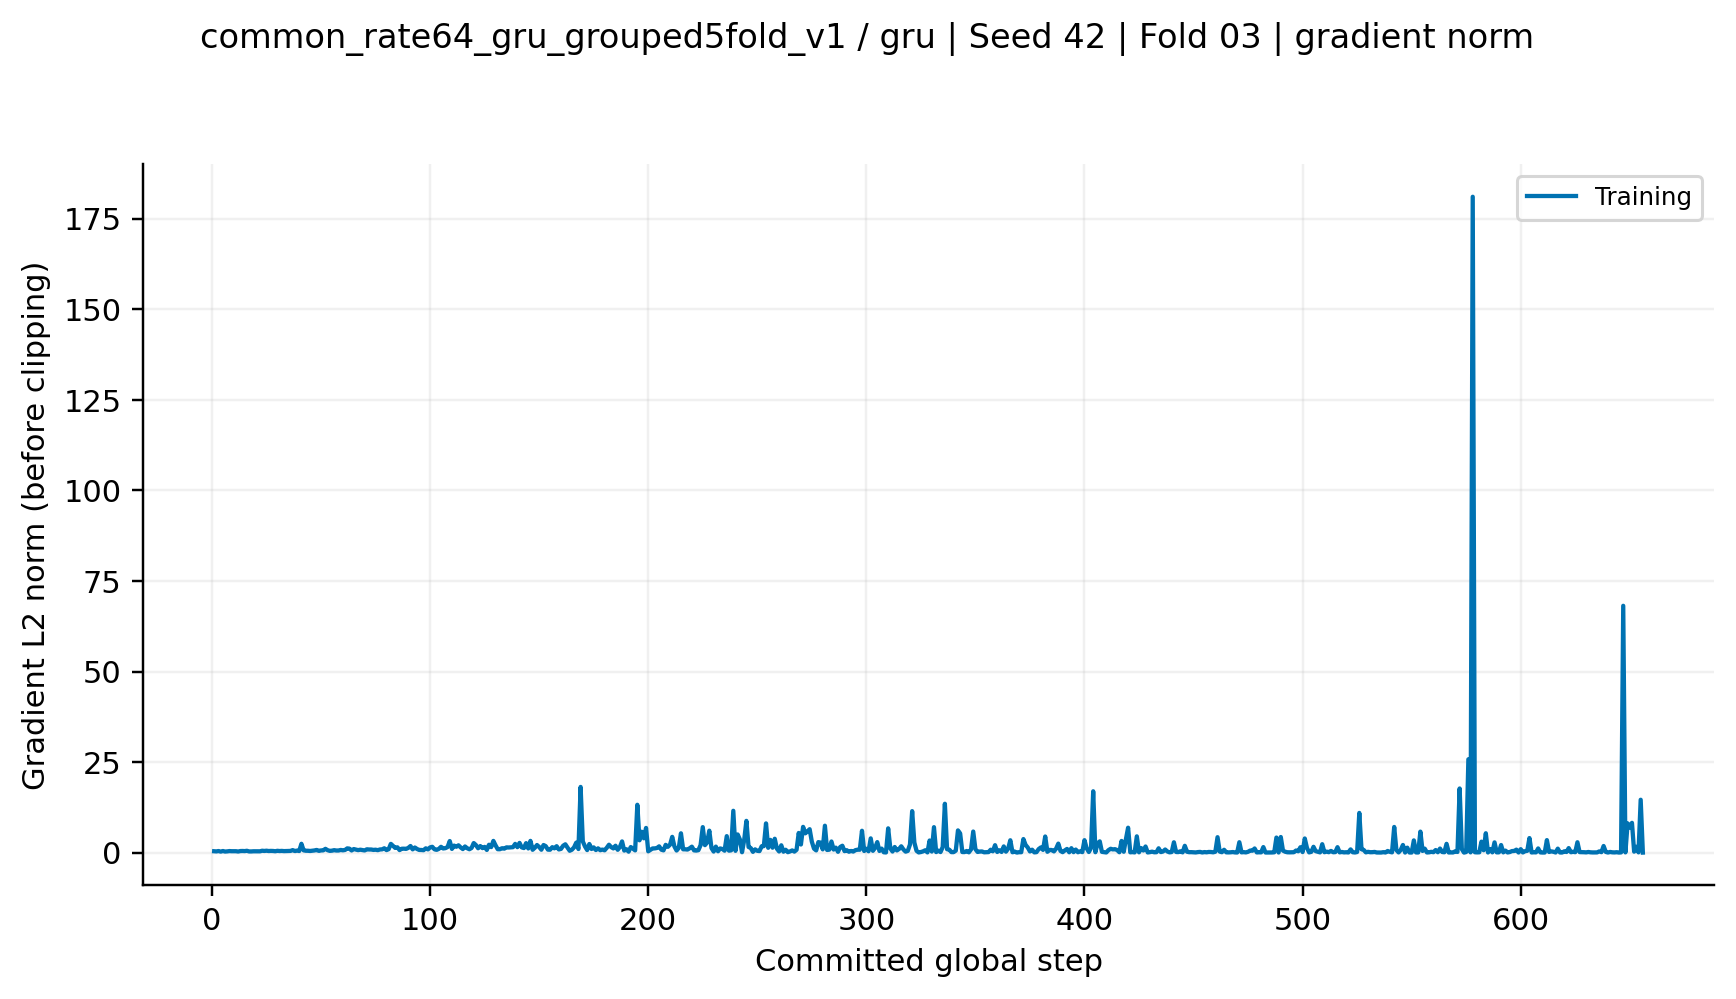 common_rate64_gru_grouped5fold_v1 / gru | Seed 42 | Fold 03 | gradient norm
Training
Gradient L2 norm (before clipping)
175
150
125
100
75
50
25
0
0 100 200 300 400 500 600
Committed global step